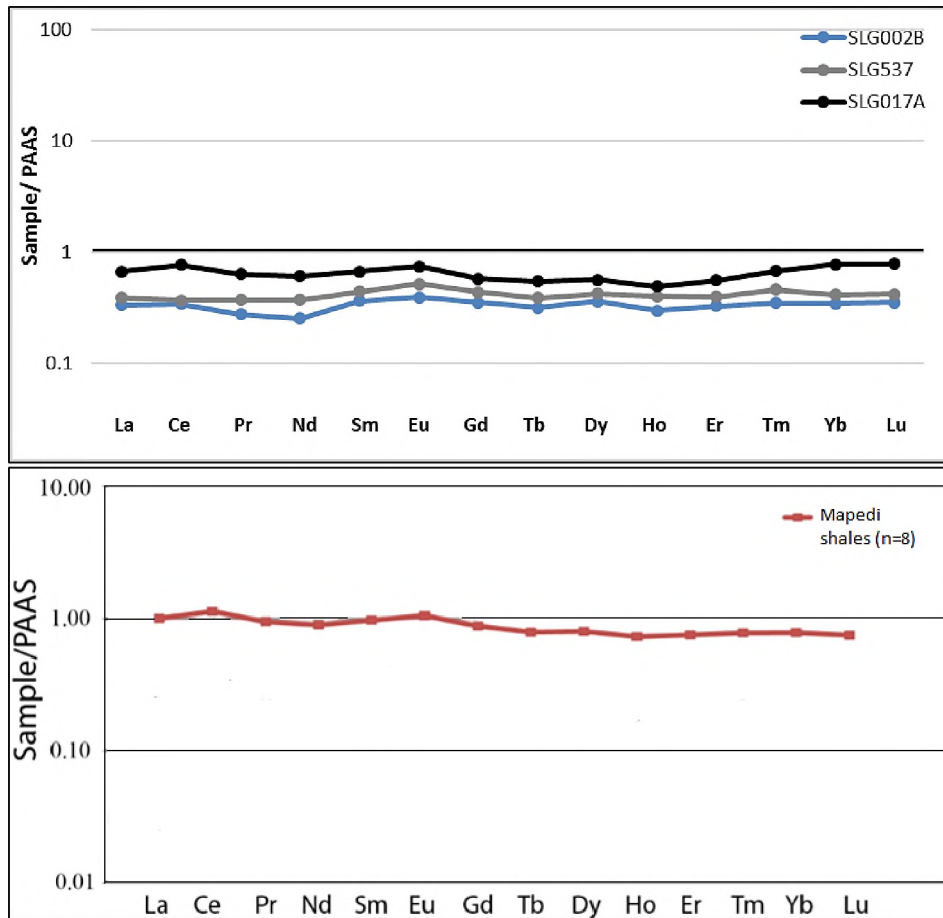 100
10
1
0.1
Sample/ PAAS
SLG002B
SLG537
SLG017A
La Ce Pr Nd Sm Eu Gd Tb Dy Ho Er Tm Yb Lu
10.00
1.00
0.10
0.01
Sample/PAAS
Mapedi
shales (n=8)
La Ce Pr Nd Sm Eu Gd Tb Dy Ho Er Tm Yb Lu